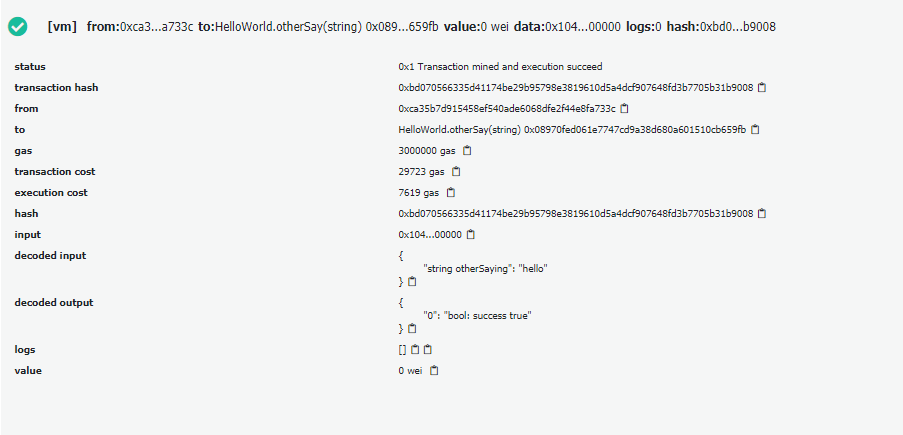 [vm] from:0xca3...a733c to:HelloWorld.otherSay(string) 0x089...659fb value:0 wei data:0x104...00000 logs:0 hash:0xbd0...b9008
status 0x1 Transaction mined and execution succeed
transaction hash 0xbd070566335d41174be29b95798e3819610d5a4dcf907648fd3b7705b31b9008
from 0xca35b7d915458ef540ade6068dfe2f44e8fa733c
to HelloWorld.otherSay(string) 0x08970fed061e7747cd9a38d680a601510cb659fb
gas 3000000 gas
transaction cost 29723 gas
execution cost 7619 gas
hash 0xbd070566335d41174be29b95798e3819610d5a4dcf907648fd3b7705b31b9008
input 0x104...00000
decoded input {
"string otherSaying": "hello"
}
decoded output {
"0": "bool: success true"
}
logs []
value 0 wei